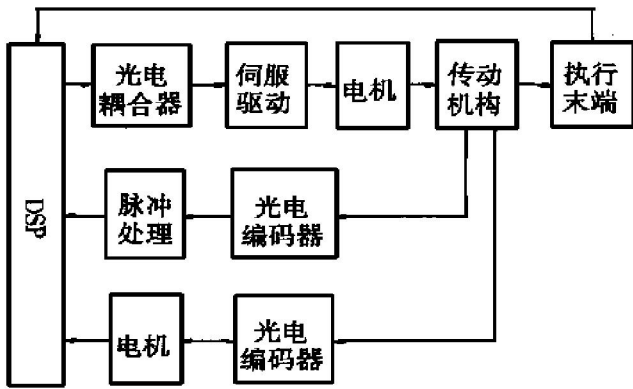 光电
耦合器
伺服
驱动
电机
传动
机构
执行
末端
DSP
脉冲
处理
光电
编码器
电机
光电
编码器